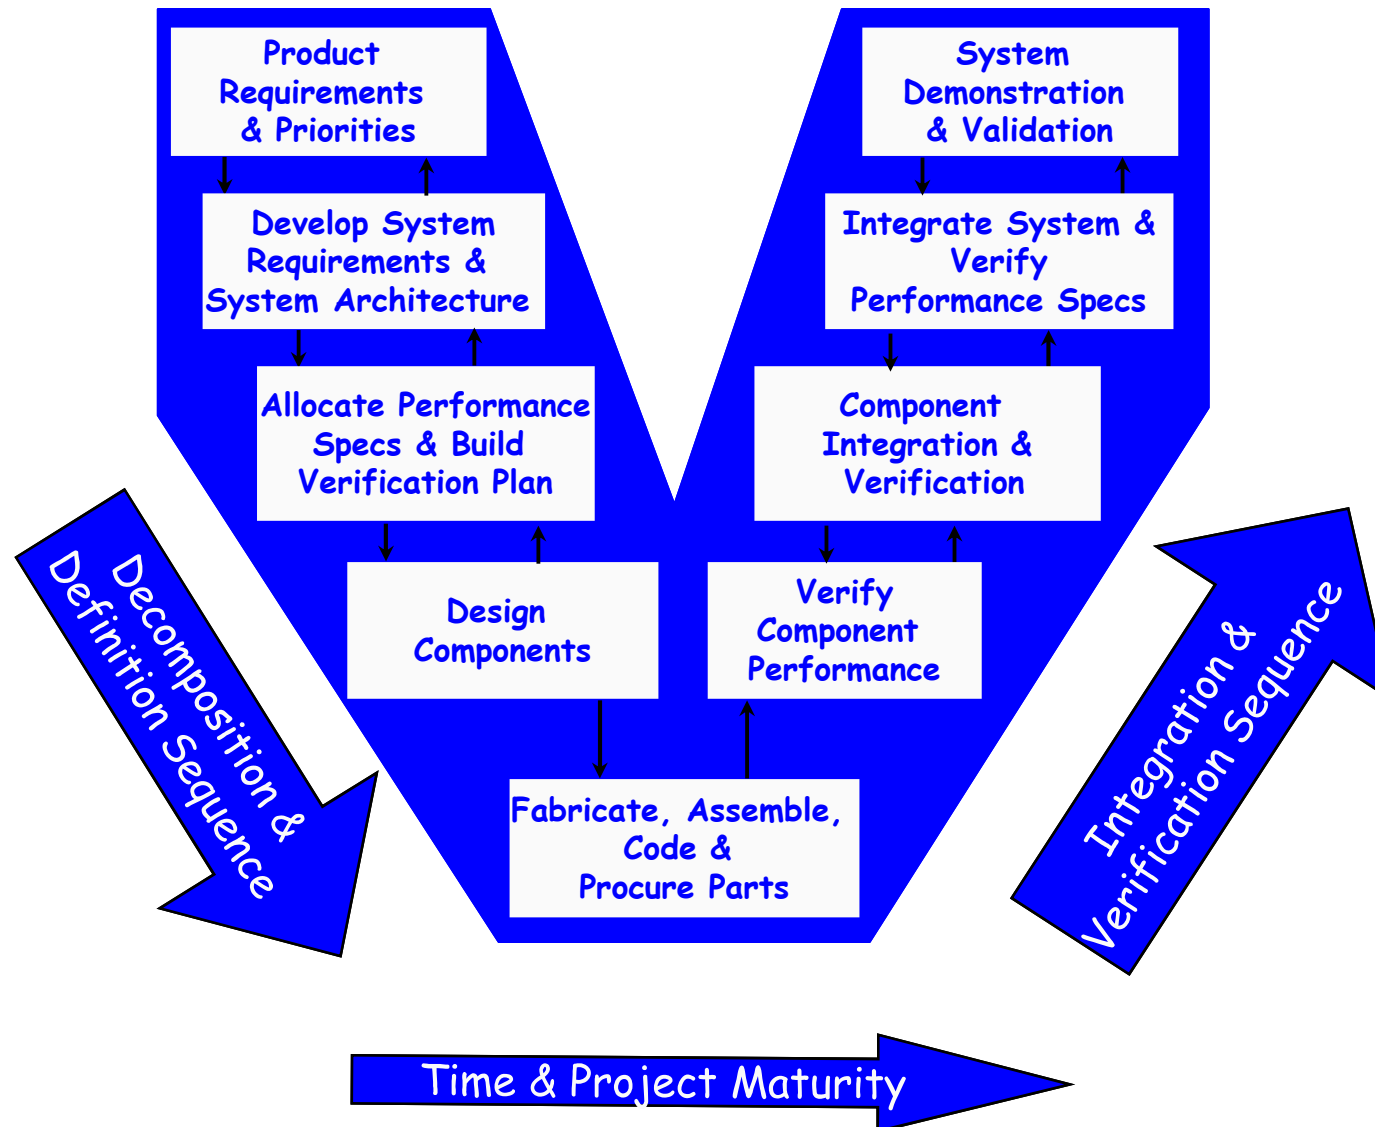 Product
Requirements
& Priorities
Develop System
Requirements &
System Architecture
Allocate Performance
Specs & Build
Verification Plan
Design
Components
Fabricate, Assemble,
Code &
Procure Parts
Verify
Component
Performance
Component
Integration &
Verification
Integrate System &
Verify
Performance Specs
System
Demonstration
& Validation
Decomposition &
Definition Sequence
Integration &
Verification Sequence
Time & Project Maturity